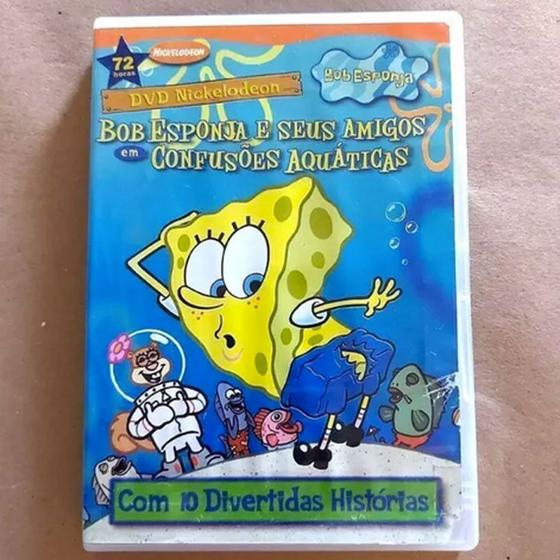 72
horas
NICKELODEON
DVD Nickelodeon
Bob Esponja
BOB ESPONJA E SEUS AMIGOS
em CONFUSÕES AQUÁTICAS
Com 10 Divertidas Histórias